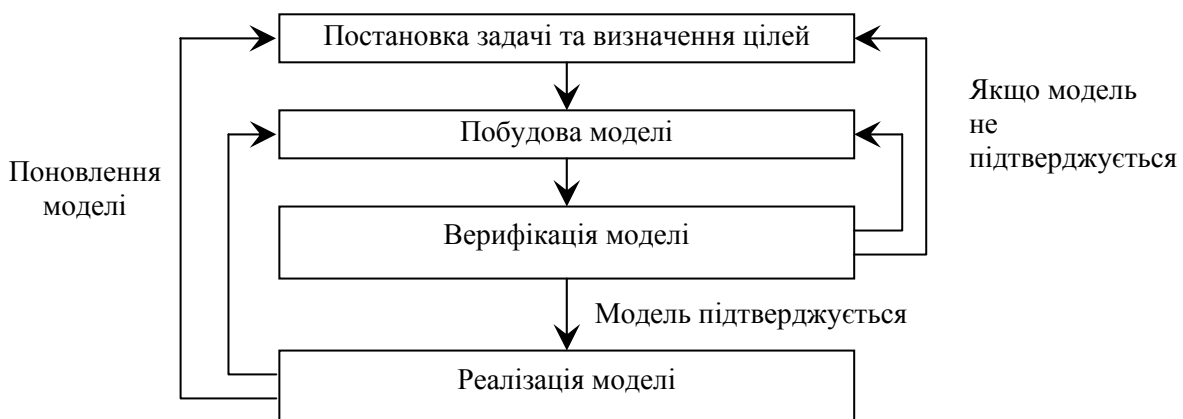 Постановка задачі та визначення цілей
Якщо модель
не
підтверджується
Побудова моделі
Поновлення
моделі
Верифікація моделі
Модель підтверджується
Реалізація моделі